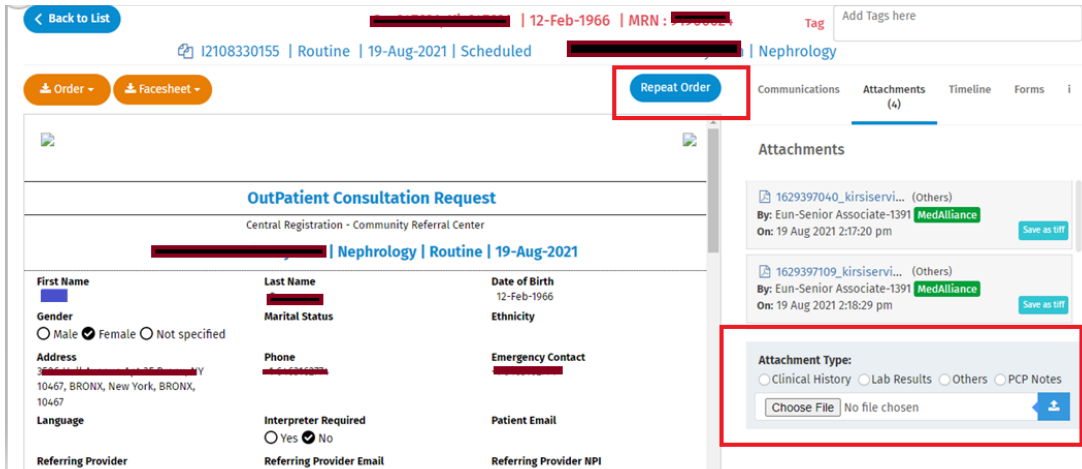 Back to List
| 12-Feb-1966 | MRN :
Tag
Add Tags here
I2108330155 | Routine | 19-Aug-2021 | Scheduled
| Nephrology
Order
Facesheet
Repeat Order
Communications
Attachments
(4)
Timeline
Forms
i
Attachments
OutPatient Consultation Request
Central Registration - Community Referral Center
| Nephrology | Routine | 19-Aug-2021
First Name
Last Name
Date of Birth
12-Feb-1966
Gender
Marital Status
Ethnicity
Male Female Not specified
Address
Phone
Emergency Contact
10467, BRONX, New York, BRONX,
10467
Language
Interpreter Required
Patient Email
Yes No
Referring Provider
Referring Provider Email
Referring Provider NPI
1629397040_kirsiservi... (Others)
By: Eun-Senior Associate-1391 MedAlliance
On: 19 Aug 2021 2:17:20 pm
Save as tiff
1629397109_kirsiservi... (Others)
By: Eun-Senior Associate-1391 MedAlliance
On: 19 Aug 2021 2:18:29 pm
Save as tiff
Attachment Type:
Clinical History Lab Results Others PCP Notes
Choose File No file chosen